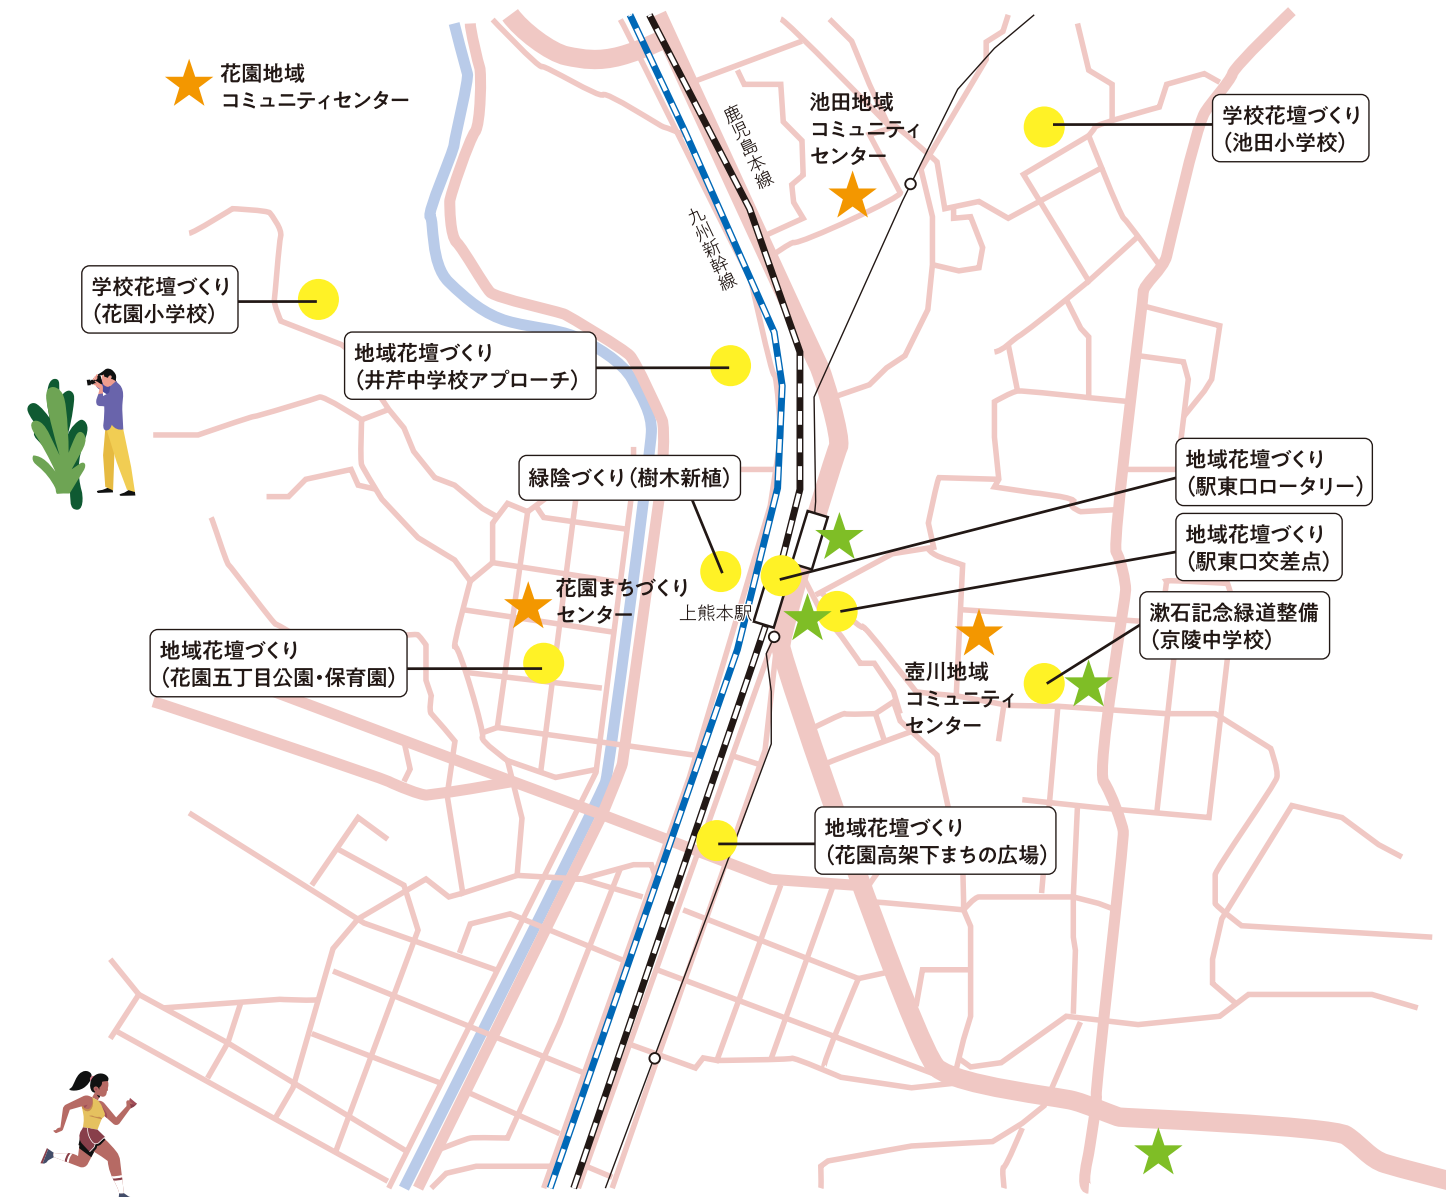 花園地域
コミュニティセンター
池田地域
コミュニティ
センター
学校花壇づくり
（池田小学校）
鹿児島本線
九州新幹線
学校花壇づくり
（花園小学校）
地域花壇づくり
（井芹中学校アプローチ）
緑陰づくり（樹木新植）
地域花壇づくり
（駅東口ロータリー）
地域花壇づくり
（駅東口交差点）
花園まちづくり
センター
上熊本駅
漱石記念緑道整備
（京陵中学校）
地域花壇づくり
（花園五丁目公園・保育園）
壺川地域
コミュニティ
センター
地域花壇づくり
（花園高架下まちの広場）